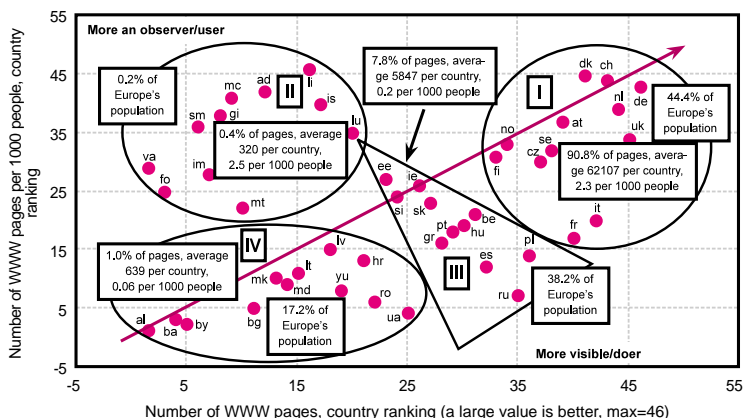 55
45
35
25
15
5
-5
Number of WWW pages per 1000 people, country
ranking
More an observer/user
0.2% of
Europe's
population
II
0.4% of pages, average
320 per country,
2.5 per 1000 people
7.8% of pages, avera-
ge 5847 per country,
0.2 per 1000 people
I
44.4% of
Europe's
population
90.8% of pages, avera-
ge 62107 per country,
2.3 per 1000 people
IV
1.0% of pages, average
639 per country,
0.06 per 1000 people
17.2% of
Europe's
population
III
38.2% of
Europe's
population
More visible/doer
li
ad
is
mc
gi
sm
lu
va
im
fo
mt
dk
ch
de
nl
at
uk
no
se
cz
fi
it
fr
ee
ie
si
sk
be
hu
pt
gr
pl
es
ru
lv
hr
lt
mk
md
yu
ro
bg
ua
al
ba
by
-5
5
15
25
35
45
55
Number of WWW pages, country ranking (a large value is better, max=46)